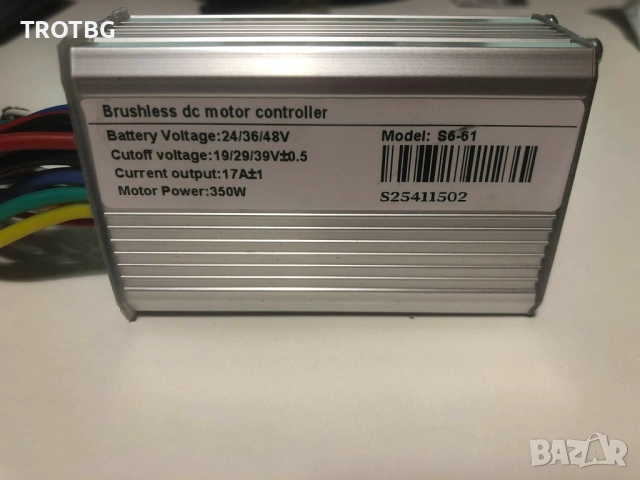 TROTBG
Brushless dc motor controller
Battery Voltage:24/36/48V
Cutoff voltage:19/29/39V±0.5
Current output:17A±1
Motor Power:350W
Model: S6-61
S25411502
BAZAR